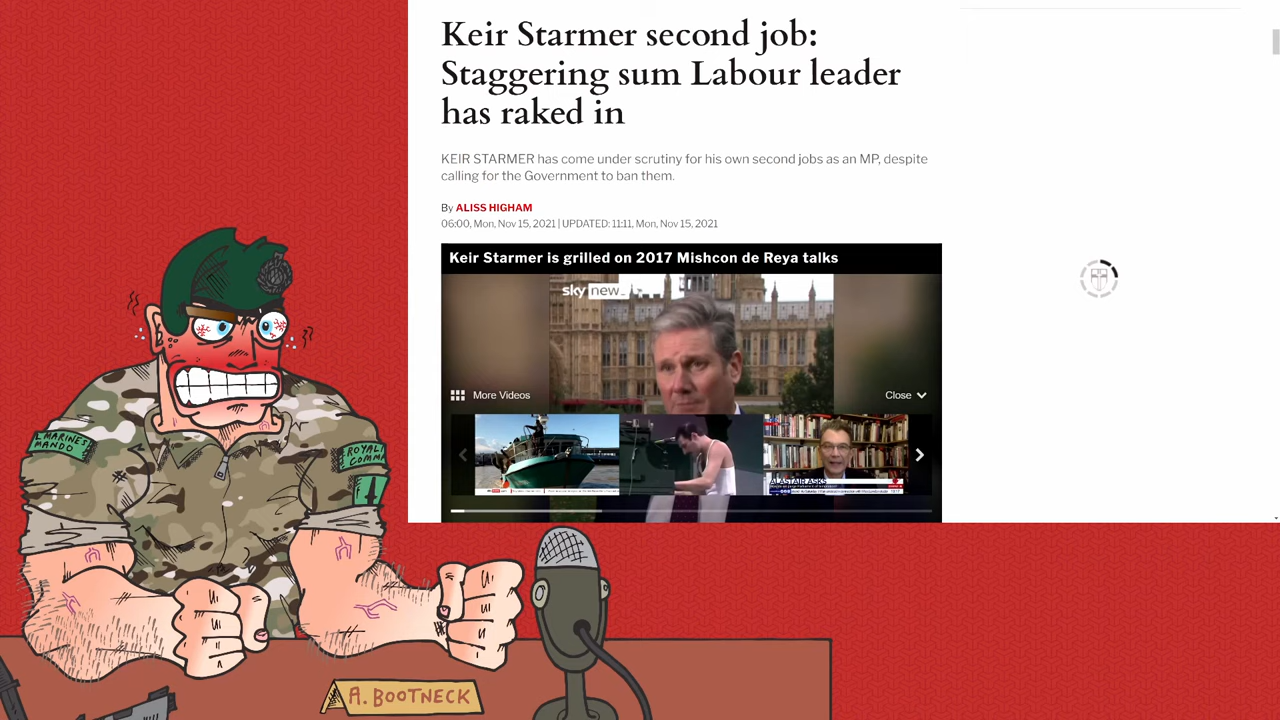 Keir Starmer second job:
Staggering sum Labour leader
has raked in
KEIR STARMER has come under scrutiny for his own second jobs as an MP, despite
calling for the Government to ban them.
By ALISS HIGHAM
06:00, Mon, Nov 15, 2021 | UPDATED: 11:11, Mon, Nov 15, 2021
Keir Starmer is grilled on 2017 Mishcon de Reya talks
sky news
More Videos
Close
ALASTAIR ASKS
L MARINES
MANDO
ROYAL
COMM
A. BOOTNECK